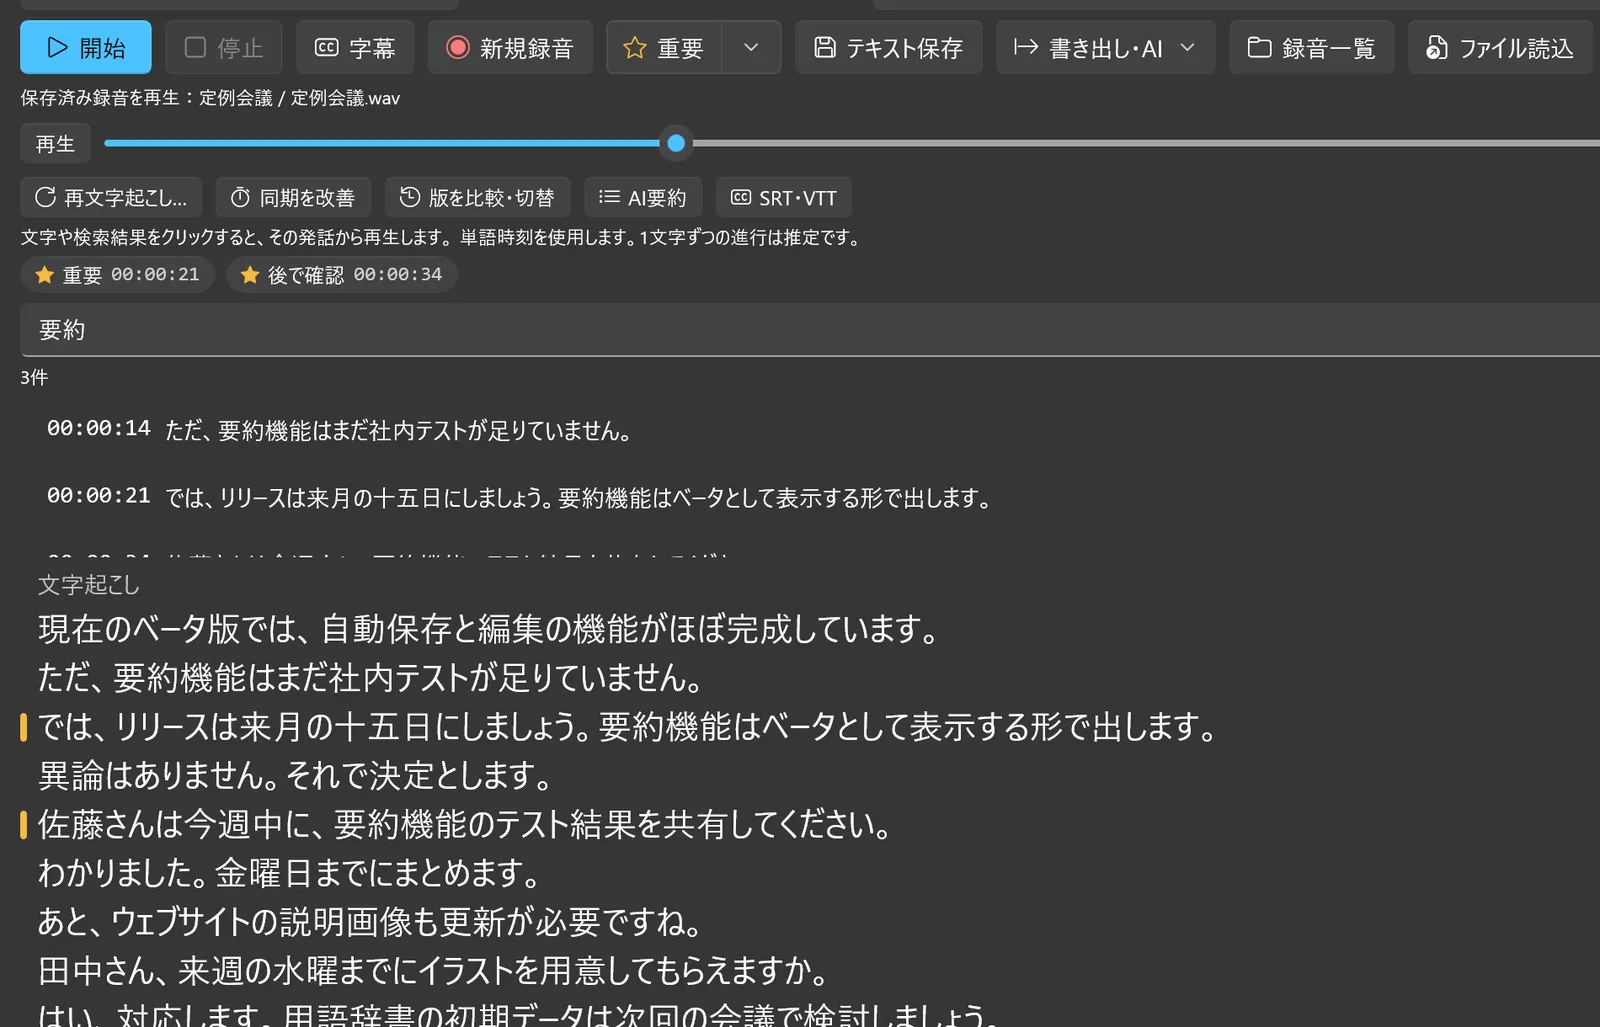 開始 停止 字幕 新規録音 重要 テキスト保存 書き出し・AI 録音一覧 ファイル読込
保存済み録音を再生：定例会議 / 定例会議.wav
再生
再文字起こし... 同期を改善 版を比較・切替 AI要約 SRT・VTT
文字や検索結果をクリックすると、その発話から再生します。単語時刻を使用します。1文字ずつの進行は推定です。
重要 00:00:21 後で確認 00:00:34
要約
3件
00:00:14 ただ、要約機能はまだ社内テストが足りていません。
00:00:21 では、リリースは来月の十五日にしましょう。要約機能はベータとして表示する形で出します。
文字起こし
現在のベータ版では、自動保存と編集の機能がほぼ完成しています。
ただ、要約機能はまだ社内テストが足りていません。
では、リリースは来月の十五日にしましょう。要約機能はベータとして表示する形で出します。
異論はありません。それで決定とします。
佐藤さんは今週中に、要約機能のテスト結果を共有してください。
わかりました。金曜日までにまとめます。
あと、ウェブサイトの説明画像も更新が必要ですね。
田中さん、来週の水曜までにイラストを用意してもらえますか。
はい、対応します。用語辞書の初期データは次回の会議で検討しましょう。